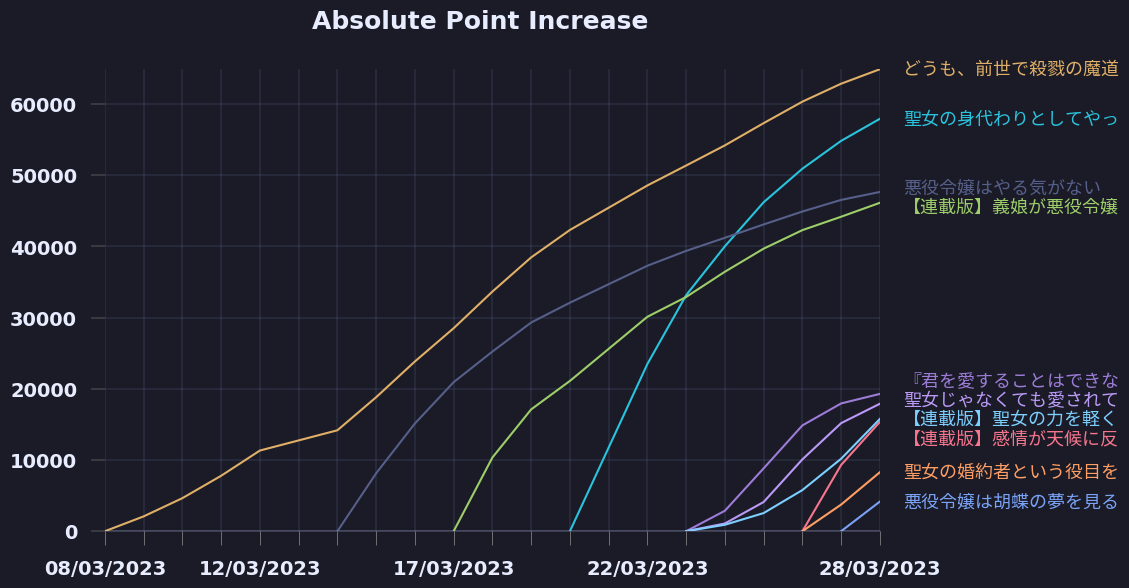 Absolute Point Increase
どうも、前世で殺戮の魔道
60000
聖女の身代わりとしてやっ
50000
悪役令嬢はやる気がない
【連載版】義娘が悪役令嬢
40000
30000
20000
『君を愛することはできな
聖女じゃなくても愛されて
【連載版】聖女の力を軽く
【連載版】感情が天候に反
10000
聖女の婚約者という役目を
悪役令嬢は胡蝶の夢を見る
0
08/03/2023 12/03/2023 17/03/2023 22/03/2023 28/03/2023